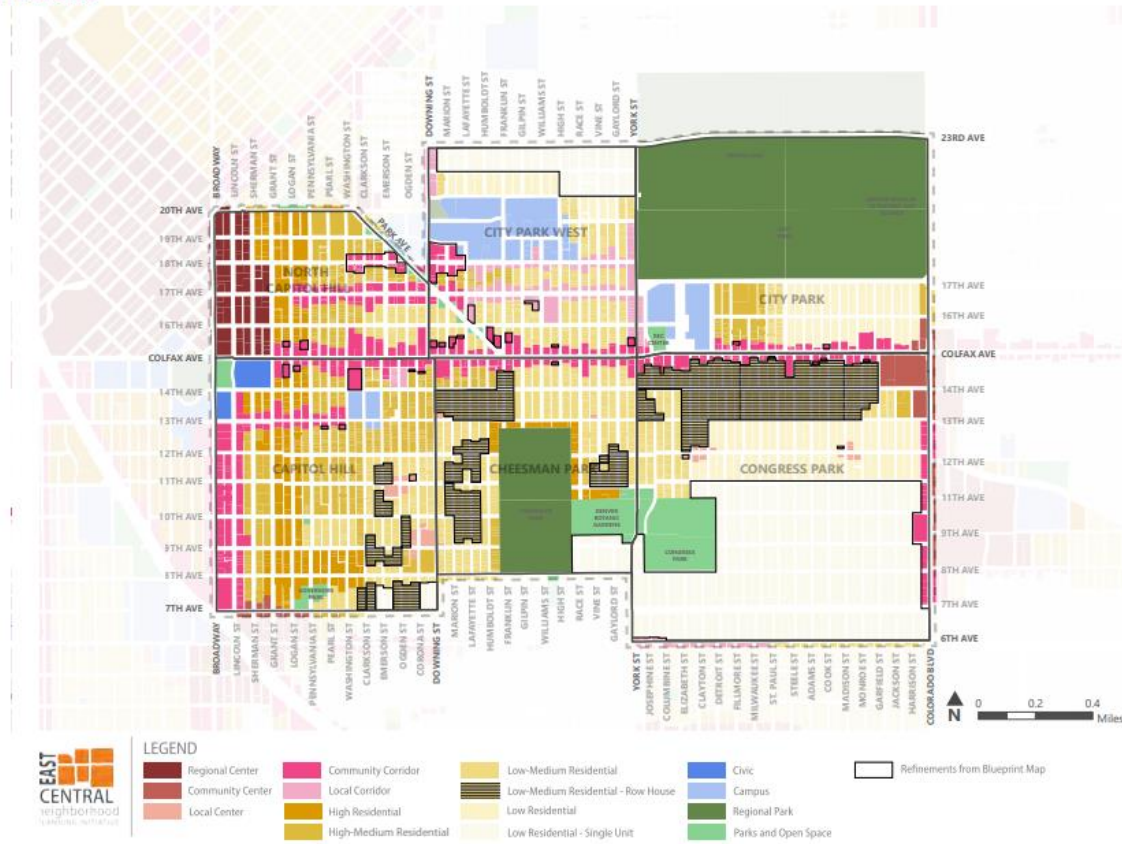 BROADWAY
LINCOLN ST
SHERMAN ST
GRANT ST
LOGAN ST
PENNSYLVANIA ST
PEARL ST
WASHINGTON ST
CLARKSON ST
EMERSON ST
OGDEN ST
DOWNING ST
MARION ST
LAFAYETTE ST
HUMBOLDT ST
FRANKLIN ST
GILPIN ST
WILLIAMS ST
HIGH ST
RACE ST
VINE ST
GAYLORD ST
YORK ST
23RD AVE
20TH AVE
19TH AVE
18TH AVE
17TH AVE
16TH AVE
COLFAX AVE
14TH AVE
13TH AVE
12TH AVE
11TH AVE
10TH AVE
9TH AVE
8TH AVE
7TH AVE
PARK AVE
CITY PARK WEST
NORTH
CAPITOL HILL
CITY PARK
REC
CENTER
CAPITOL HILL
CHEESMAN PARK
CONGRESS PARK
DENVER
BOTANIC
GARDENS
CONGRESS
PARK
GOVERNORS
PARK
17TH AVE
16TH AVE
COLFAX AVE
14TH AVE
13TH AVE
12TH AVE
11TH AVE
9TH AVE
8TH AVE
7TH AVE
6TH AVE
BROADWAY
LINCOLN ST
SHERMAN ST
GRANT ST
LOGAN ST
PENNSYLVANIA ST
PEARL ST
WASHINGTON ST
CLARKSON ST
EMERSON ST
OGDEN ST
CORONA ST
DOWNING ST
MARION ST
LAFAYETTE ST
HUMBOLDT ST
FRANKLIN ST
GILPIN ST
WILLIAMS ST
HIGH ST
RACE ST
VINE ST
GAYLORD ST
YORK ST
JOSEPHINE ST
COLUMBINE ST
ELIZABETH ST
CLAYTON ST
DETROIT ST
FILLMORE ST
MILWAUKEE ST
ST. PAUL ST
STEELE ST
ADAMS ST
COOK ST
MADISON ST
MONROE ST
GARFIELD ST
JACKSON ST
HARRISON ST
COLORADO BLVD
N
0 0.2 0.4
Miles
EAST
CENTRAL
neighborhood
PLANNING INITIATIVE
LEGEND
Regional Center
Community Center
Local Center
Community Corridor
Local Corridor
High Residential
High-Medium Residential
Low-Medium Residential
Low-Medium Residential - Row House
Low Residential
Low Residential - Single Unit
Civic
Campus
Regional Park
Parks and Open Space
Refinements from Blueprint Map